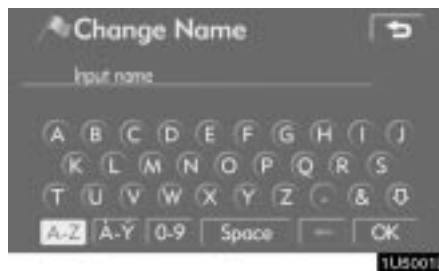 Change Name
Input name
A B C D E F G H I J
K L M N O P Q R S
T U V W X Y Z . &
A-Z À-Ý 0-9 Space OK
1U5001